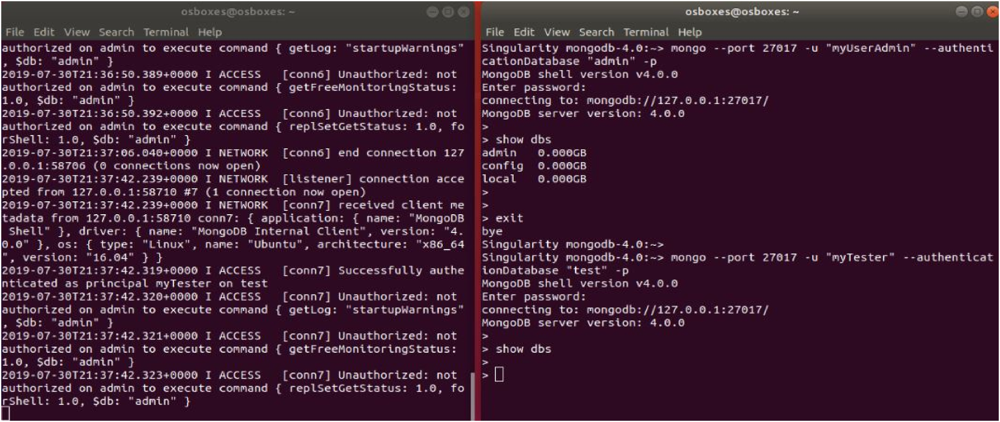 osboxes@osboxes: ~
File Edit View Search Terminal Help
authorized on admin to execute command { getLog: "startupWarnings"
, $db: "admin" }
2019-07-30T21:36:50.389+0000 I ACCESS   [conn6] Unauthorized: not
authorized on admin to execute command { getFreeMonitoringStatus:
1.0, $db: "admin" }
2019-07-30T21:36:50.392+0000 I ACCESS   [conn6] Unauthorized: not
authorized on admin to execute command { replSetGetStatus: 1.0, fo
rShell: 1.0, $db: "admin" }
2019-07-30T21:37:06.040+0000 I NETWORK  [conn6] end connection 127
.0.0.1:58706 (0 connections now open)
2019-07-30T21:37:42.239+0000 I NETWORK  [listener] connection acce
pted from 127.0.0.1:58710 #7 (1 connection now open)
2019-07-30T21:37:42.239+0000 I NETWORK  [conn7] received client me
tadata from 127.0.0.1:58710 conn7: { application: { name: "MongoDB
 Shell" }, driver: { name: "MongoDB Internal Client", version: "4.
0.0" }, os: { type: "Linux", name: "Ubuntu", architecture: "x86_64
", version: "16.04" } }
2019-07-30T21:37:42.319+0000 I ACCESS   [conn7] Successfully authe
nticated as principal myTester on test
2019-07-30T21:37:42.320+0000 I ACCESS   [conn7] Unauthorized: not
authorized on admin to execute command { getLog: "startupWarnings"
, $db: "admin" }
2019-07-30T21:37:42.321+0000 I ACCESS   [conn7] Unauthorized: not
authorized on admin to execute command { getFreeMonitoringStatus:
1.0, $db: "admin" }
2019-07-30T21:37:42.323+0000 I ACCESS   [conn7] Unauthorized: not
authorized on admin to execute command { replSetGetStatus: 1.0, fo
rShell: 1.0, $db: "admin" }
osboxes@osboxes: ~
File Edit View Search Terminal Help
Singularity mongodb-4.0:~> mongo --port 27017 -u "myUserAdmin" --authenti
cationDatabase "admin" -p
MongoDB shell version v4.0.0
Enter password:
connecting to: mongodb://127.0.0.1:27017/
MongoDB server version: 4.0.0
>
> show dbs
admin   0.000GB
config  0.000GB
local   0.000GB
>
>
> exit
bye
Singularity mongodb-4.0:~>
Singularity mongodb-4.0:~> mongo --port 27017 -u "myTester" --authenticat
ionDatabase "test" -p
MongoDB shell version v4.0.0
Enter password:
connecting to: mongodb://127.0.0.1:27017/
MongoDB server version: 4.0.0
>
> show dbs
>
>